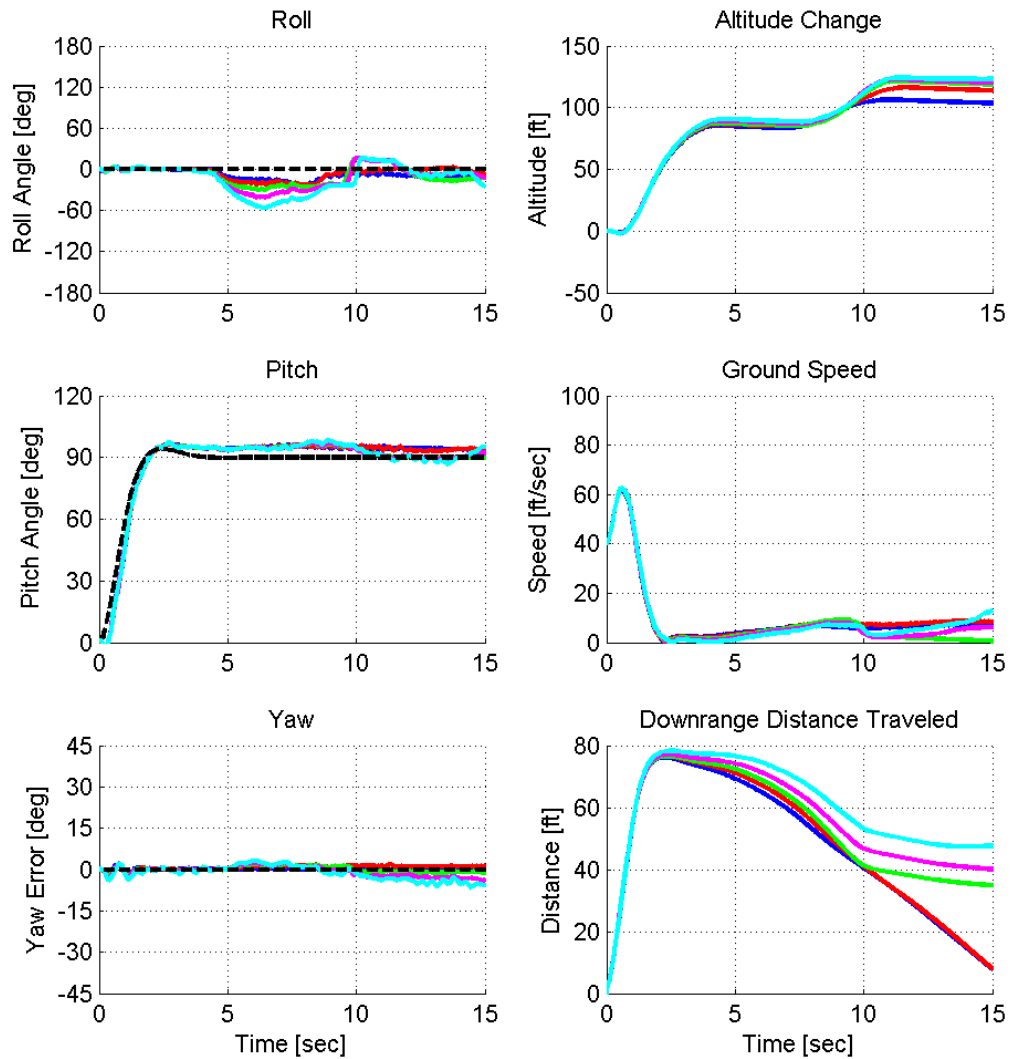 Roll
Roll Angle [deg]
180
120
60
0
-60
-120
-180
0 5 10 15
Altitude Change
Altitude [ft]
150
100
50
0
-50
0 5 10 15
Pitch
Pitch Angle [deg]
120
90
60
30
0
0 5 10 15
Ground Speed
Speed [ft/sec]
100
80
60
40
20
0
0 5 10 15
Yaw
Yaw Error [deg]
45
30
15
0
-15
-30
-45
0 5 10 15
Time [sec]
Downrange Distance Traveled
Distance [ft]
80
60
40
20
0
0 5 10 15
Time [sec]